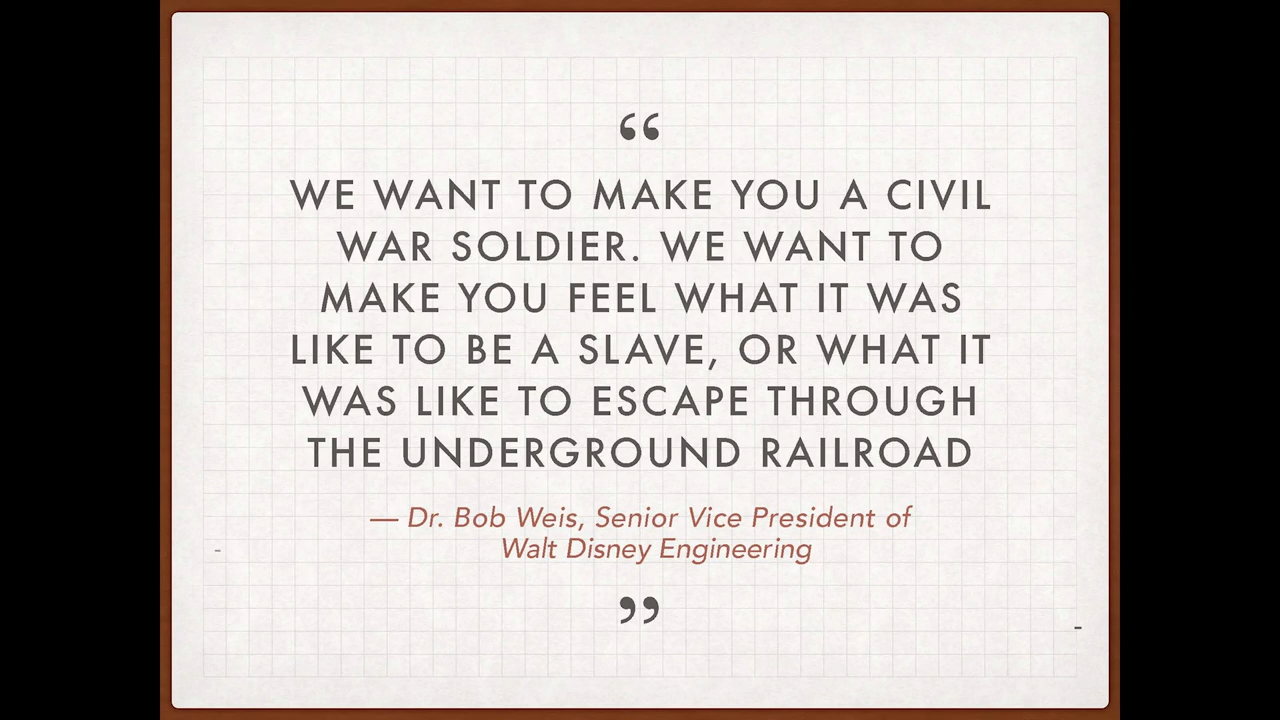 “
WE WANT TO MAKE YOU A CIVIL
WAR SOLDIER. WE WANT TO
MAKE YOU FEEL WHAT IT WAS
LIKE TO BE A SLAVE, OR WHAT IT
WAS LIKE TO ESCAPE THROUGH
THE UNDERGROUND RAILROAD
— Dr. Bob Weis, Senior Vice President of
Walt Disney Engineering
-
”
-